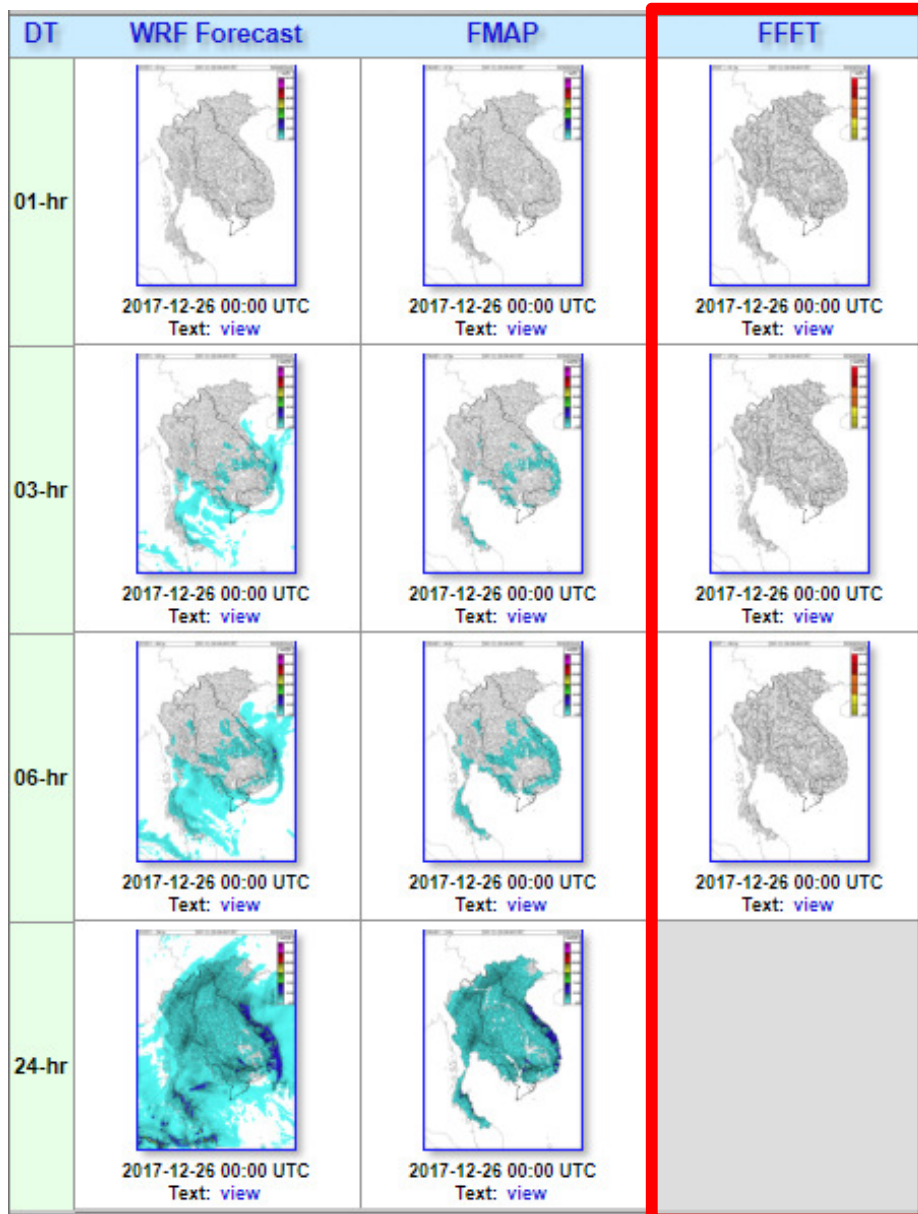 DT WRF Forecast FMAP FFFT
01-hr
2017-12-26 00:00 UTC 2017-12-26 00:00 UTC 2017-12-26 00:00 UTC
Text: view Text: view Text: view
03-hr
2017-12-26 00:00 UTC 2017-12-26 00:00 UTC 2017-12-26 00:00 UTC
Text: view Text: view Text: view
06-hr
2017-12-26 00:00 UTC 2017-12-26 00:00 UTC 2017-12-26 00:00 UTC
Text: view Text: view Text: view
24-hr
2017-12-26 00:00 UTC 2017-12-26 00:00 UTC
Text: view Text: view